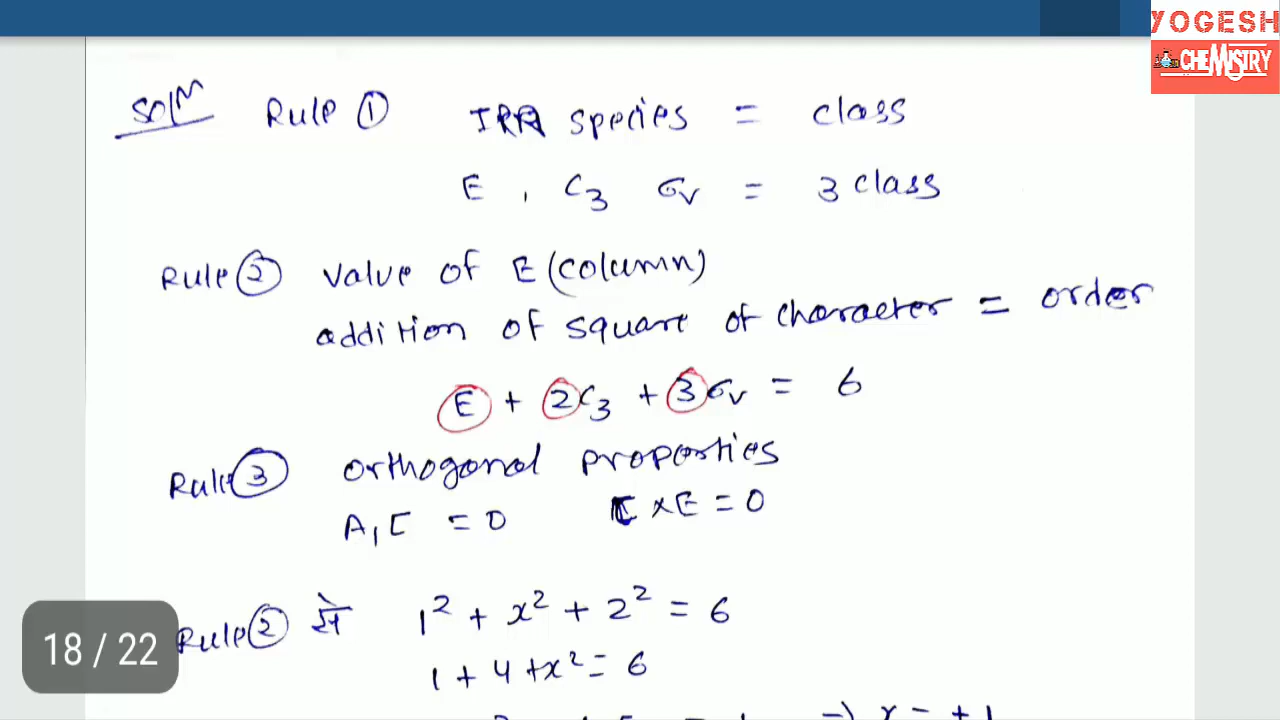 YOGESH
CHEMISTRY
Soln Rule ① IRR species = class
E , C3 σv = 3 class
Rule ② value of E (column)
addition of square of character = order
E + 2C3 + 3σv = 6
Rule ③ orthogonal properties
A1E = 0 E × E = 0
Rule ② से 1² + x² + 2² = 6
1 + 4 + x² = 6
⇒ x = +1
18 / 22